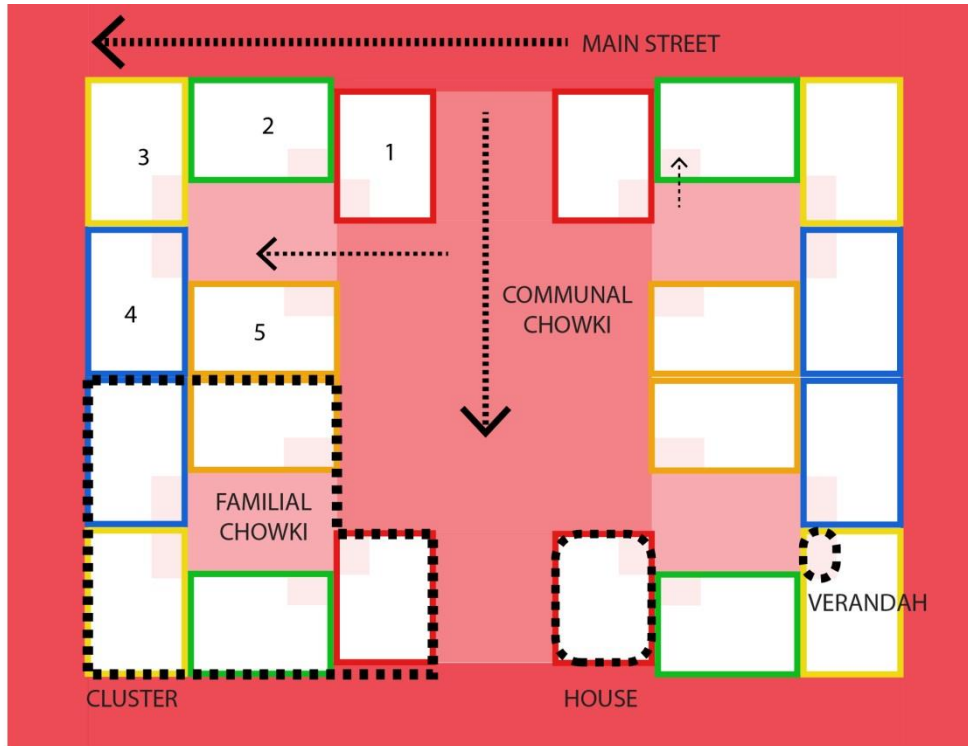 MAIN STREET
3
2
1
4
5
COMMUNAL
CHOWKI
FAMILIAL
CHOWKI
VERANDAH
CLUSTER
HOUSE